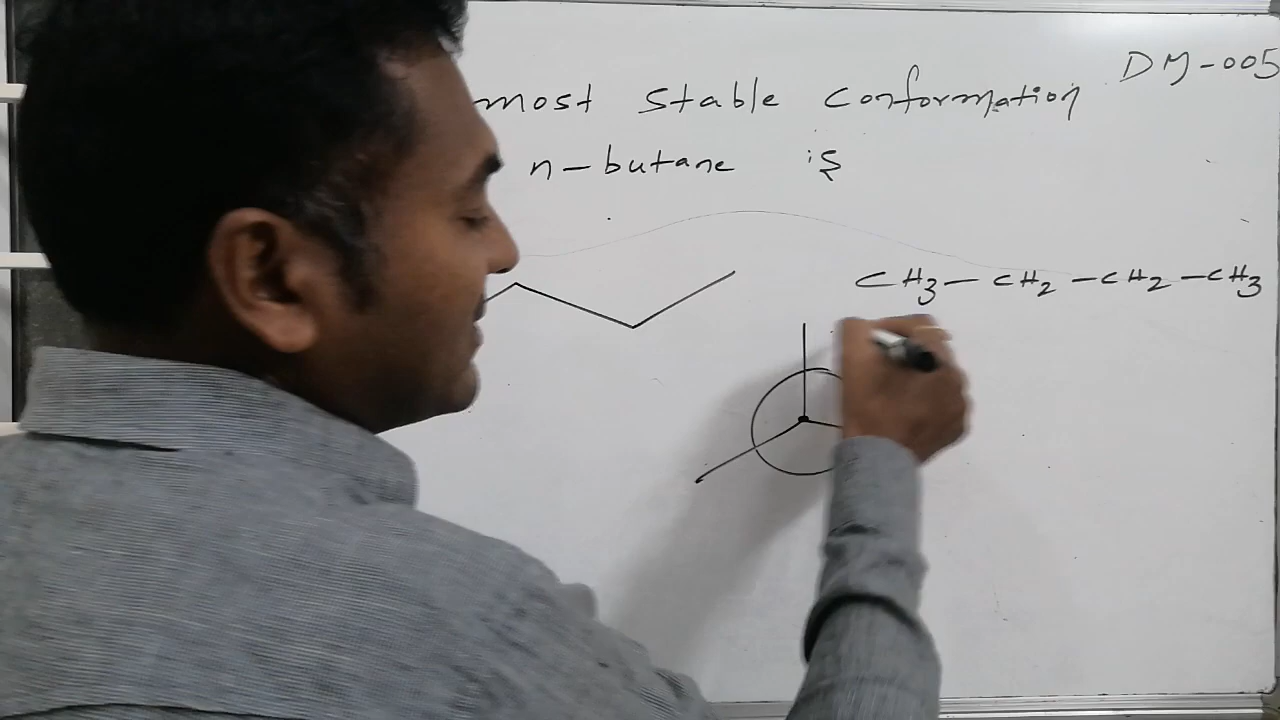 DM-005
most stable conformation
n-butane is
CH3-CH2-CH2-CH3